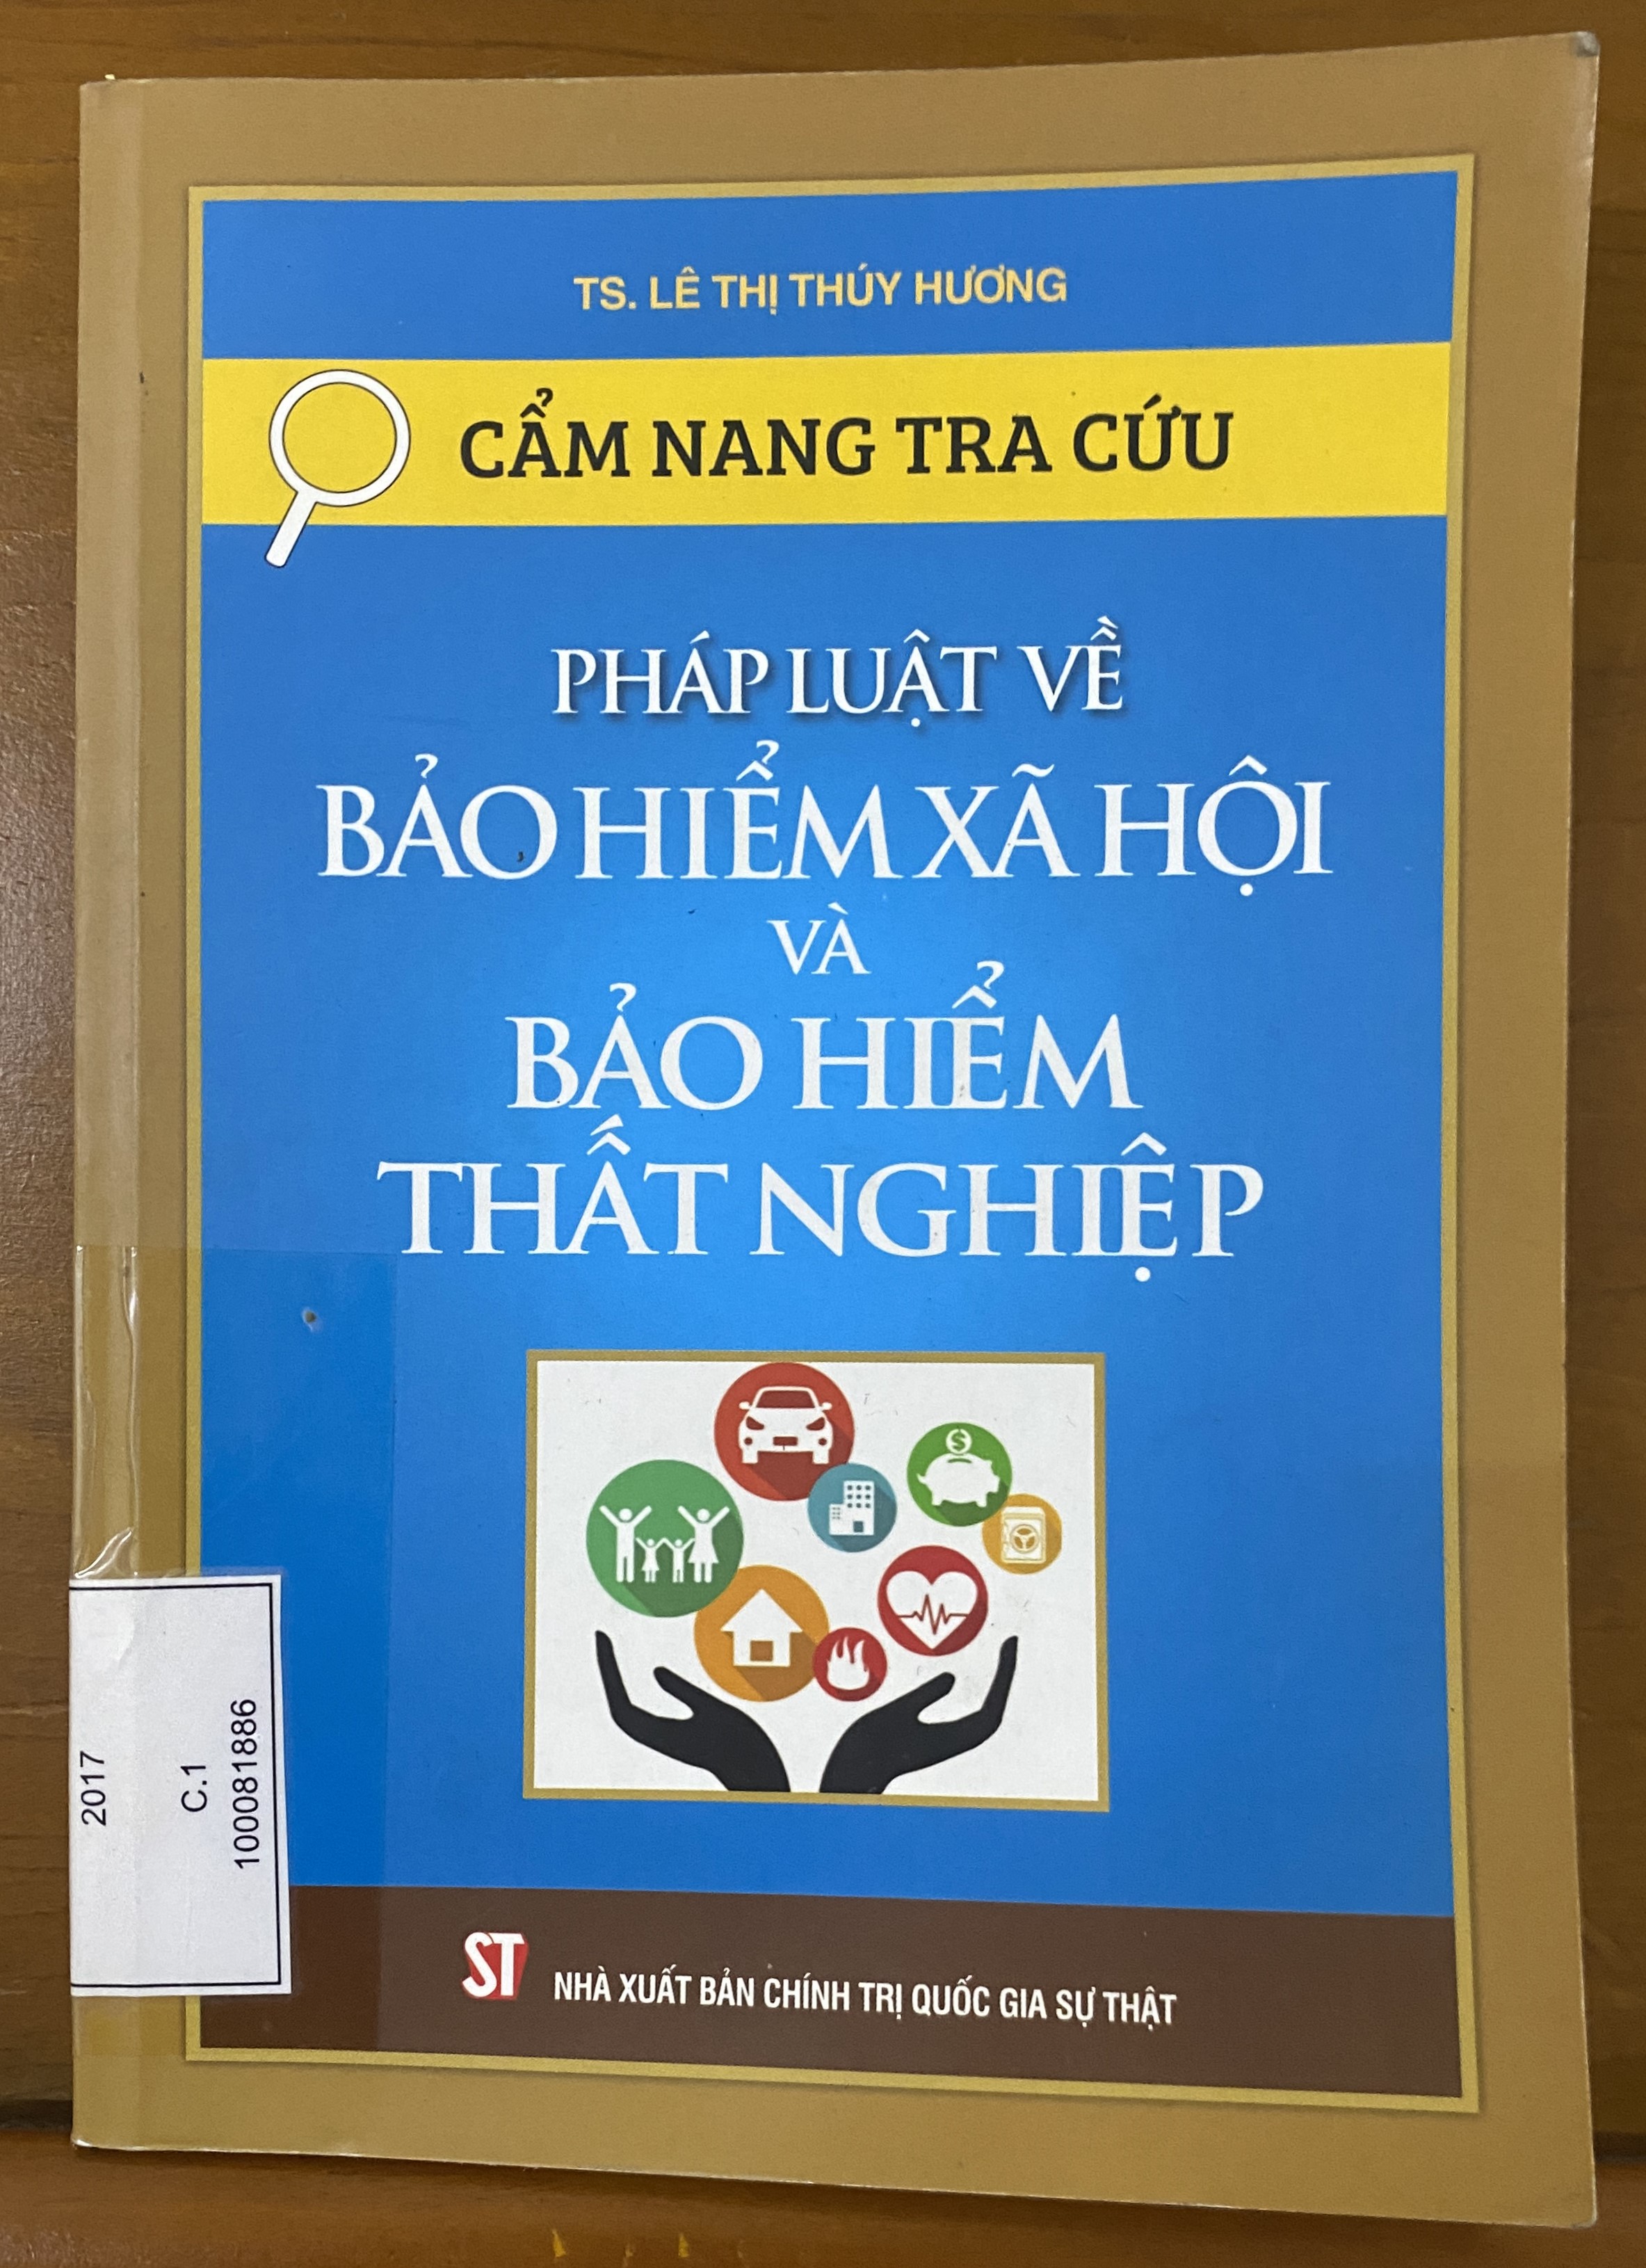 TS. LÊ THỊ THÚY HƯƠNG
CẨM NANG TRA CỨU
PHÁP LUẬT VỀ
BẢO HIỂM XÃ HỘI
VÀ
BẢO HIỂM
THẤT NGHIỆP
$
2017
C.1
100081886
ST
NHÀ XUẤT BẢN CHÍNH TRỊ QUỐC GIA SỰ THẬT